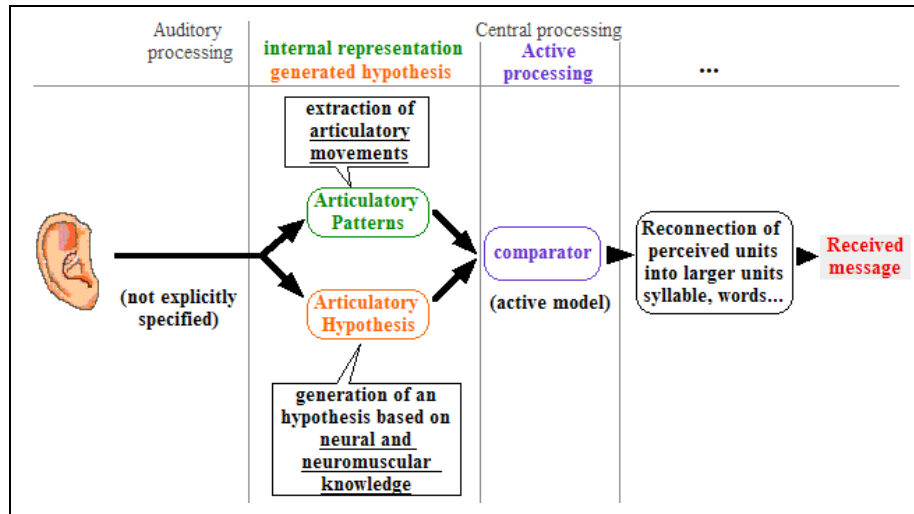 Auditory
processing
internal representation
generated hypothesis
Central processing
Active
processing
...
extraction of
articulatory
movements
Articulatory
Patterns
(not explicitly
specified)
Articulatory
Hypothesis
generation of an
hypothesis based on
neural and
neuromuscular
knowledge
comparator
(active model)
Reconnection of
perceived units
into larger units
syllable, words...
Received
message